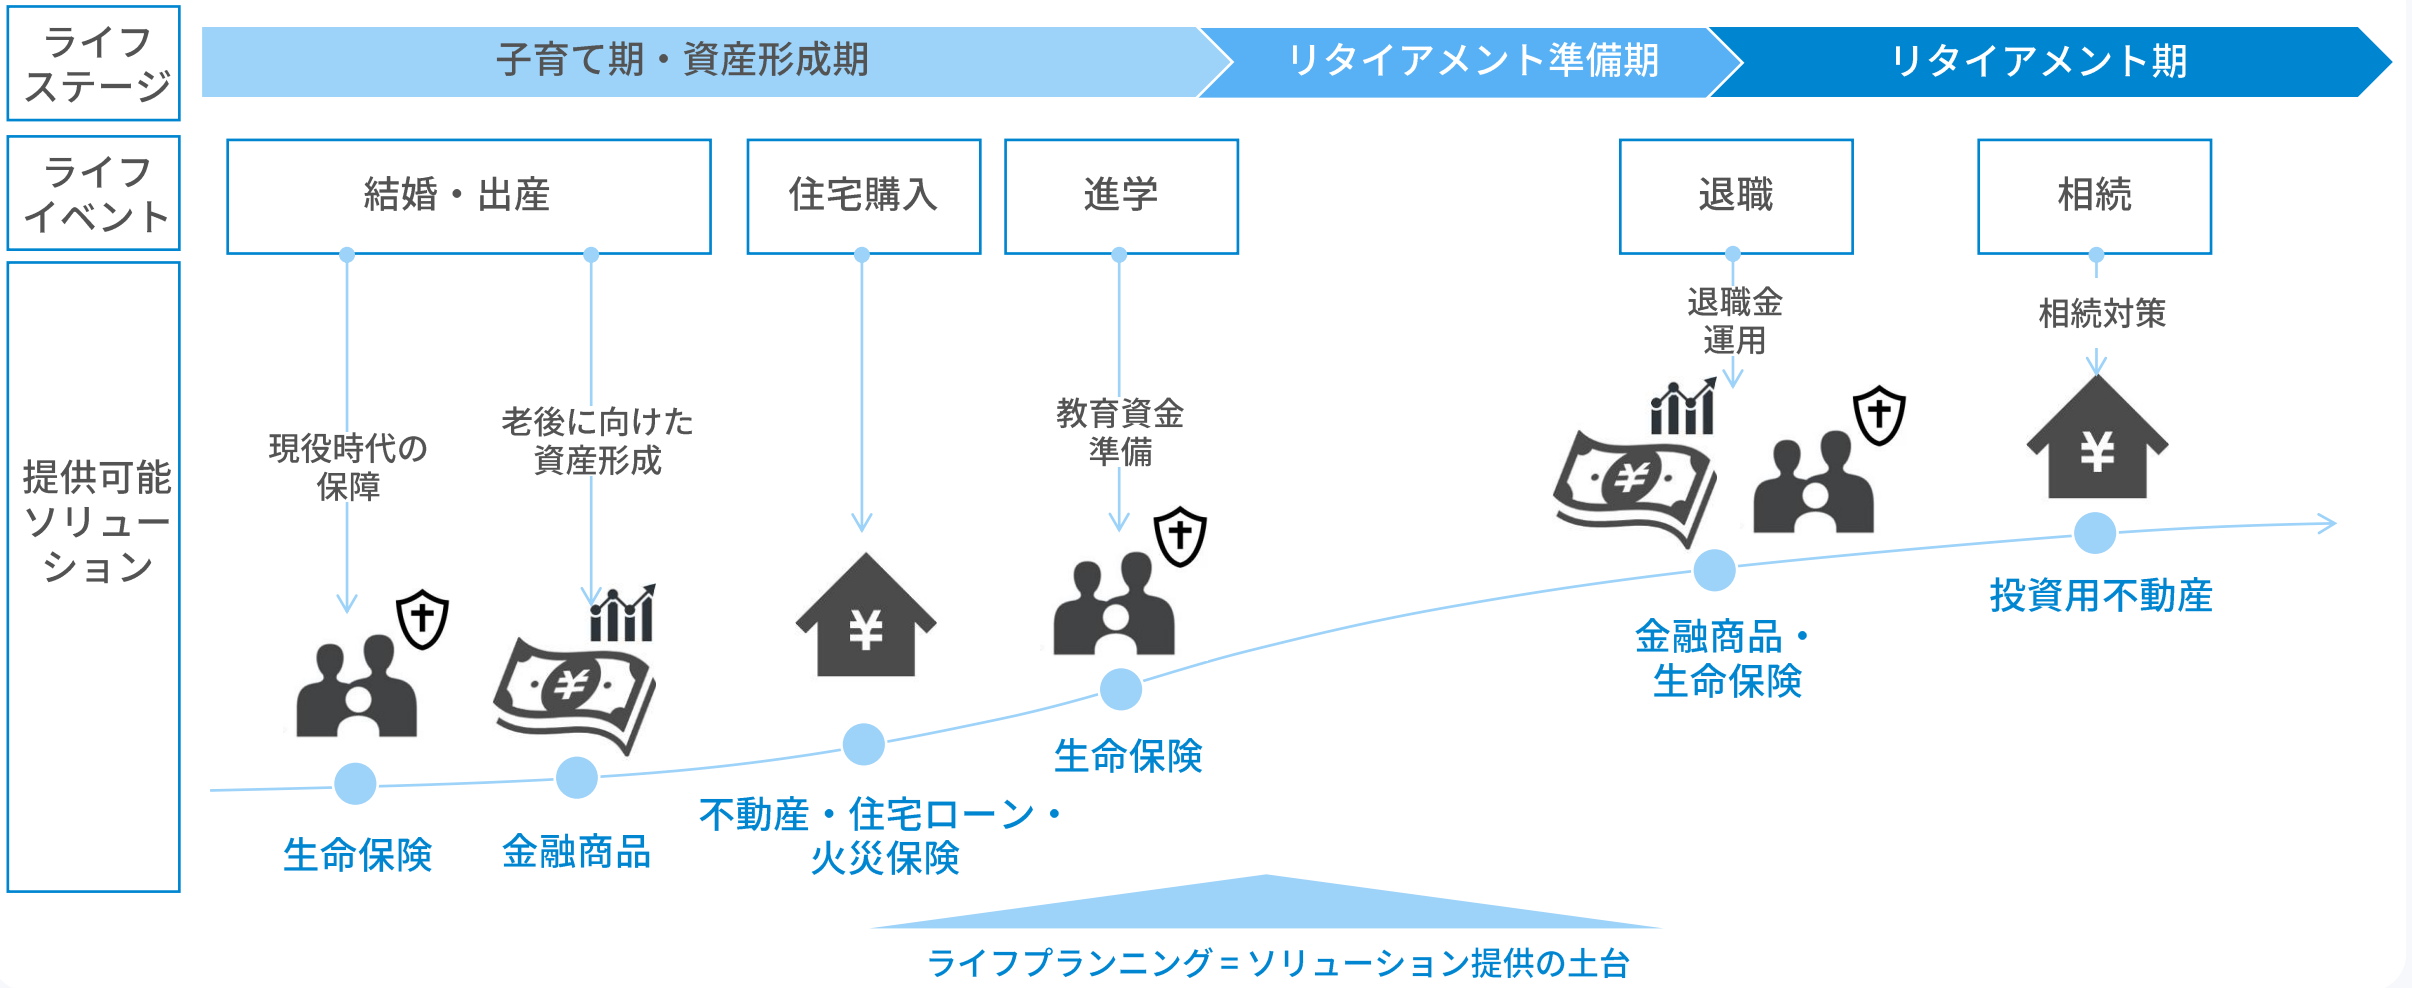 ライフ
ステージ
子育て期・資産形成期
リタイアメント準備期
リタイアメント期
ライフ
イベント
結婚・出産
住宅購入
進学
退職
相続
提供可能
ソリュー
ション
現役時代の
保障
老後に向けた
資産形成
教育資金
準備
退職金
運用
相続対策
¥
¥
¥
¥
生命保険
金融商品
不動産・住宅ローン・
火災保険
生命保険
金融商品・
生命保険
投資用不動産
ライフプランニング = ソリューション提供の土台